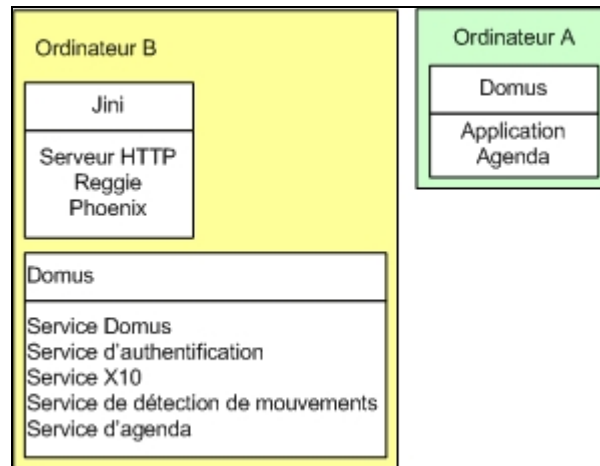 Ordinateur B
Jini
Serveur HTTP
Reggie
Phoenix
Domus
Service Domus
Service d'authentification
Service X10
Service de détection de mouvements
Service d'agenda
Ordinateur A
Domus
Application
Agenda